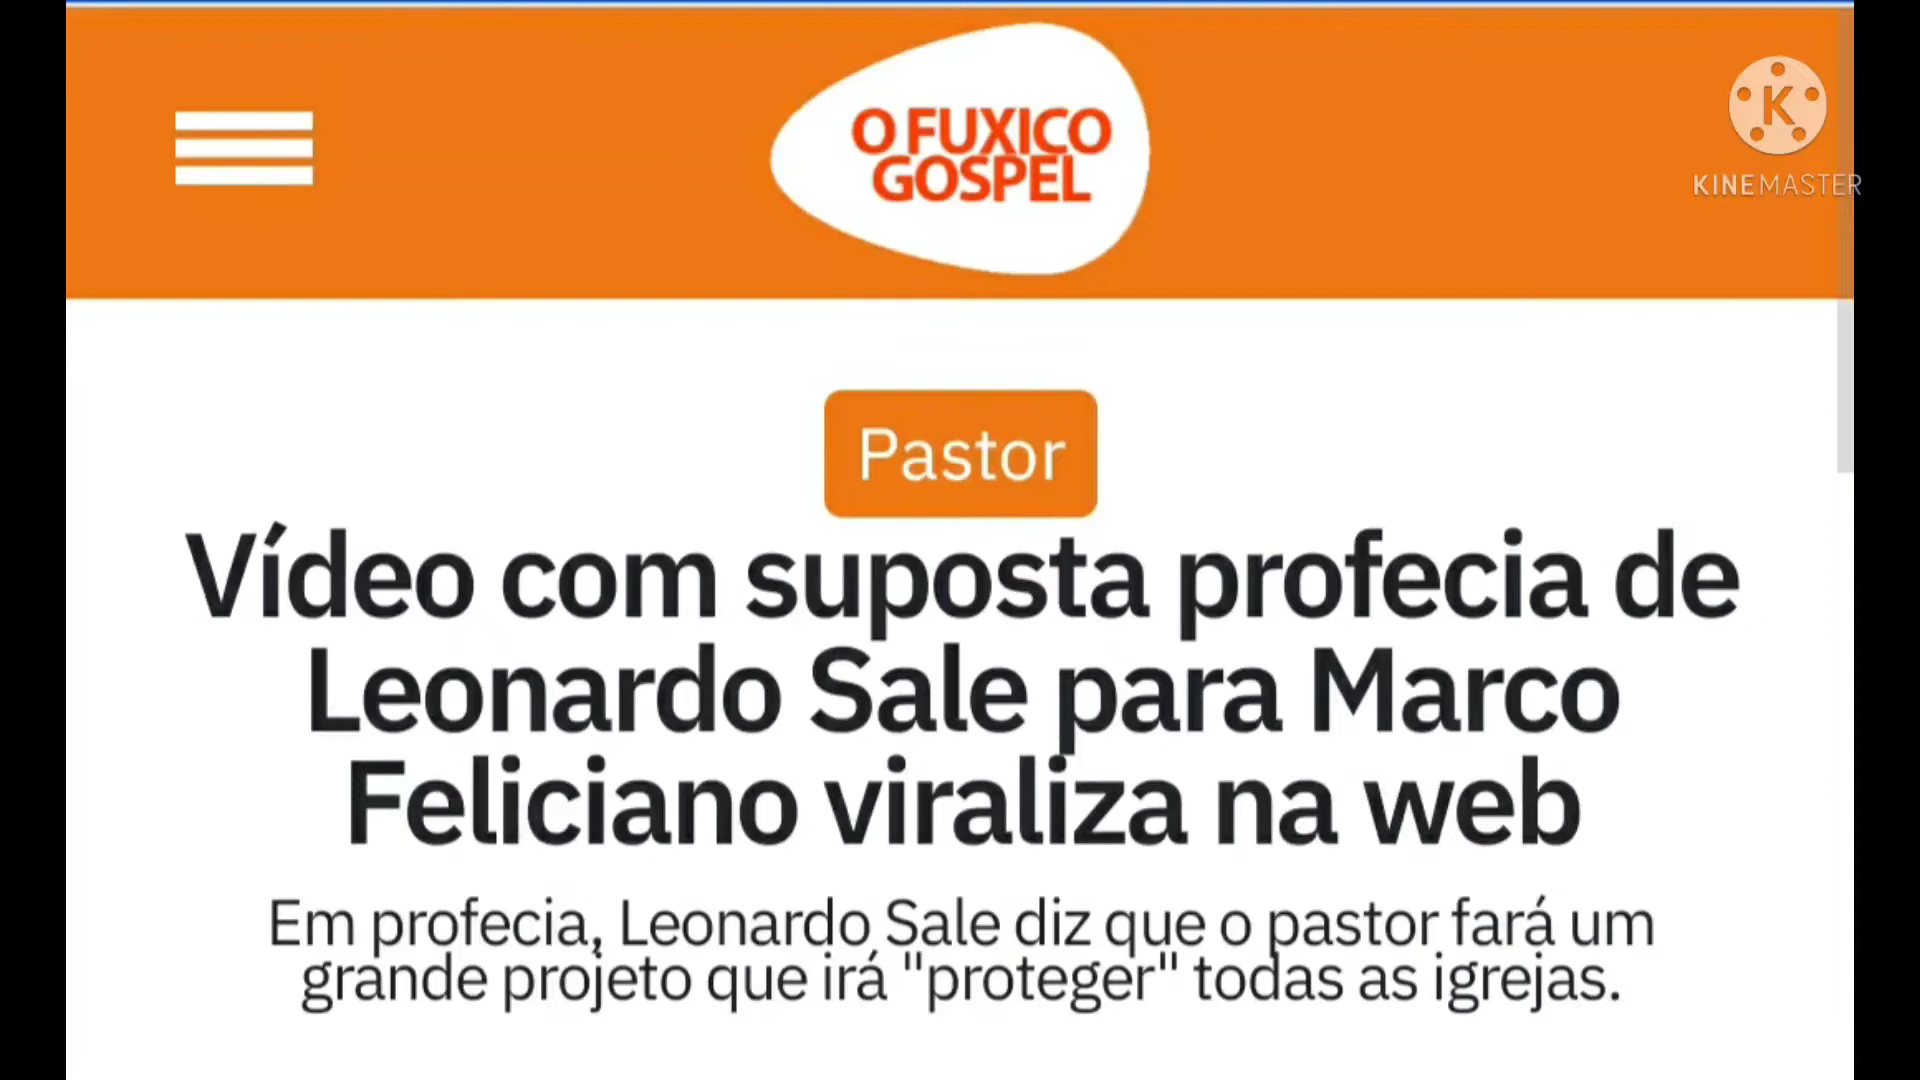 O FUXICO
GOSPEL
KINEMASTER
Pastor
Vídeo com suposta profecia de
Leonardo Sale para Marco
Feliciano viraliza na web
Em profecia, Leonardo Sale diz que o pastor fará um
grande projeto que irá "proteger" todas as igrejas.